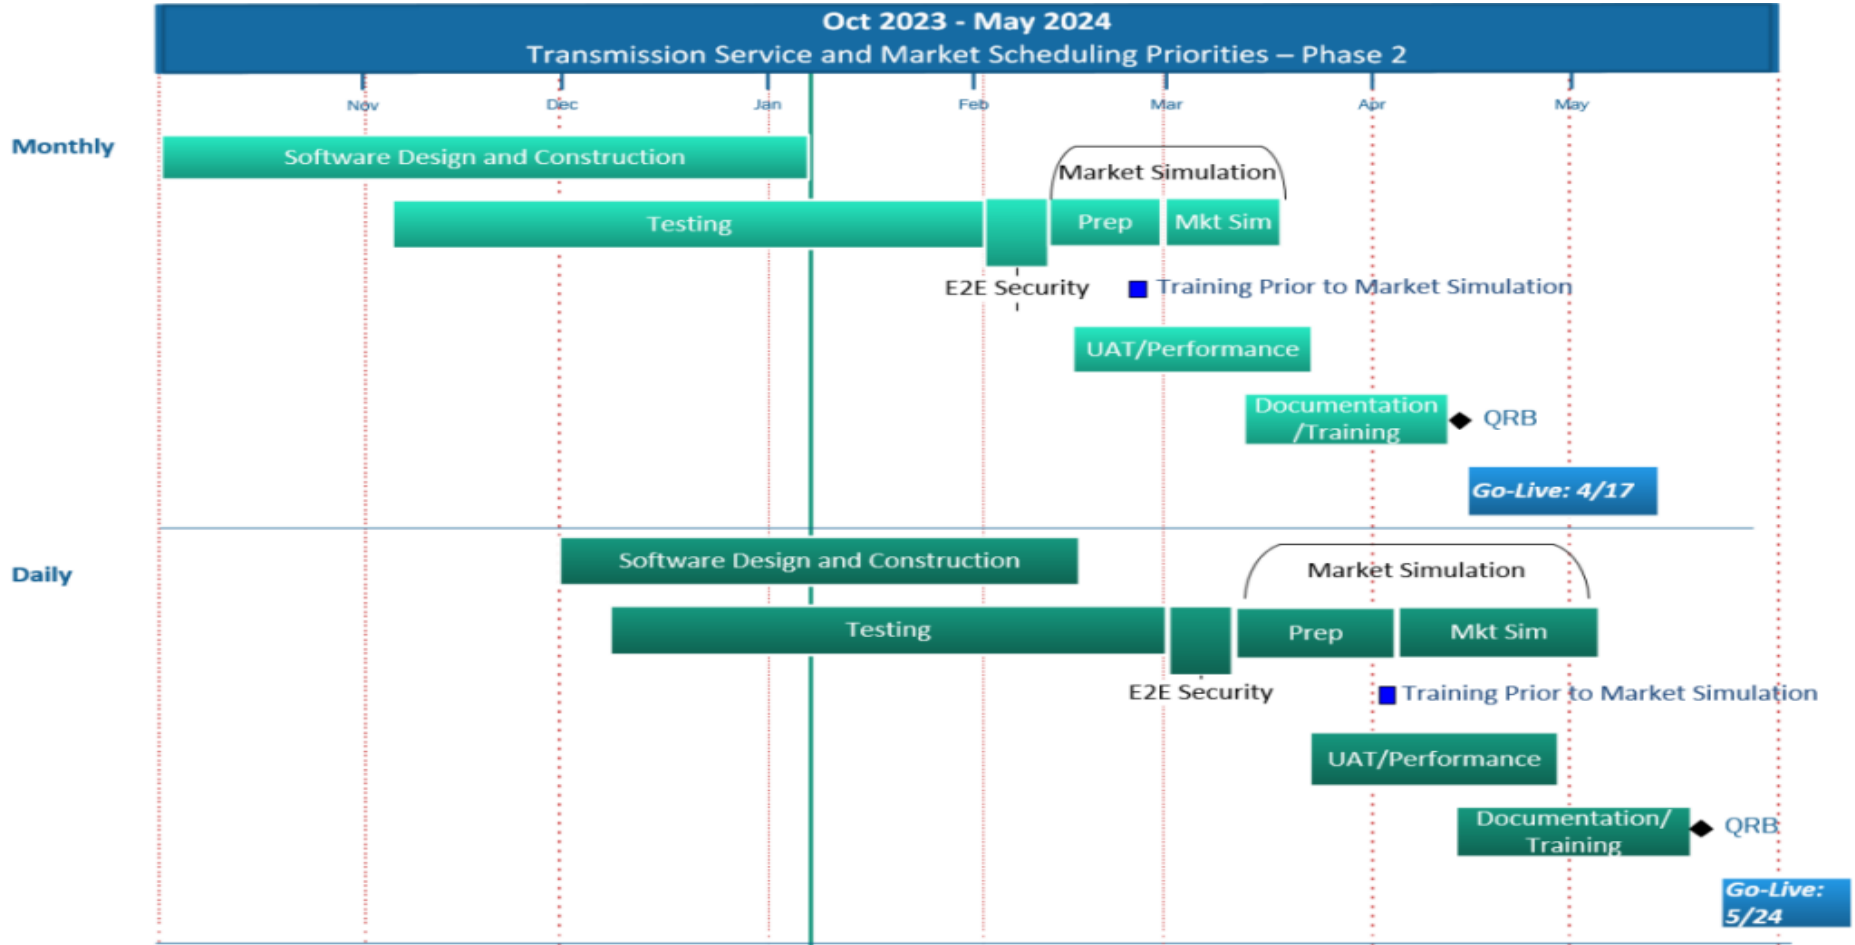 Oct 2023 - May 2024
Transmission Service and Market Scheduling Priorities – Phase 2
Nov
Dec
Jan
Feb
Mar
Apr
May
Monthly
Software Design and Construction
Market Simulation
Testing
Prep
Mkt Sim
E2E Security
Training Prior to Market Simulation
UAT/Performance
Documentation
/Training
QRB
Go-Live: 4/17
Daily
Software Design and Construction
Market Simulation
Testing
Prep
Mkt Sim
E2E Security
Training Prior to Market Simulation
UAT/Performance
Documentation/
Training
QRB
Go-Live:
5/24